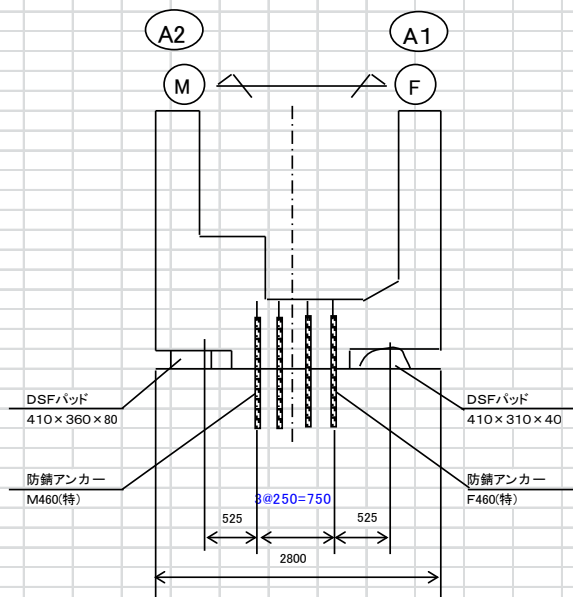 A2
A1
M
F
DSFパッド
410×360×80
DSFパッド
410×310×40
防錆アンカー
M460(特)
防錆アンカー
F460(特)
3@250=750
525
525
2800